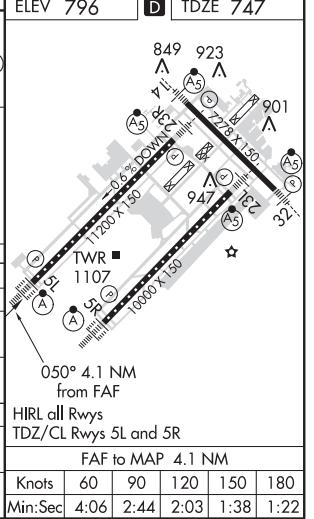 ELEV 796
D
TDZE 747
849
923
A5
14
P
901
23R
A5
7278 X 150
A5
0.6% DOWN
P
P
P
947
11200 X 150
A5
23L
32
P
TWR
1107
5L
A
10000 X 150
P
A
5R
050° 4.1 NM
from FAF
HIRL all Rwys
TDZ/CL Rwys 5L and 5R
FAF to MAP 4.1 NM
Knots 60 90 120 150 180
Min:Sec 4:06 2:44 2:03 1:38 1:22